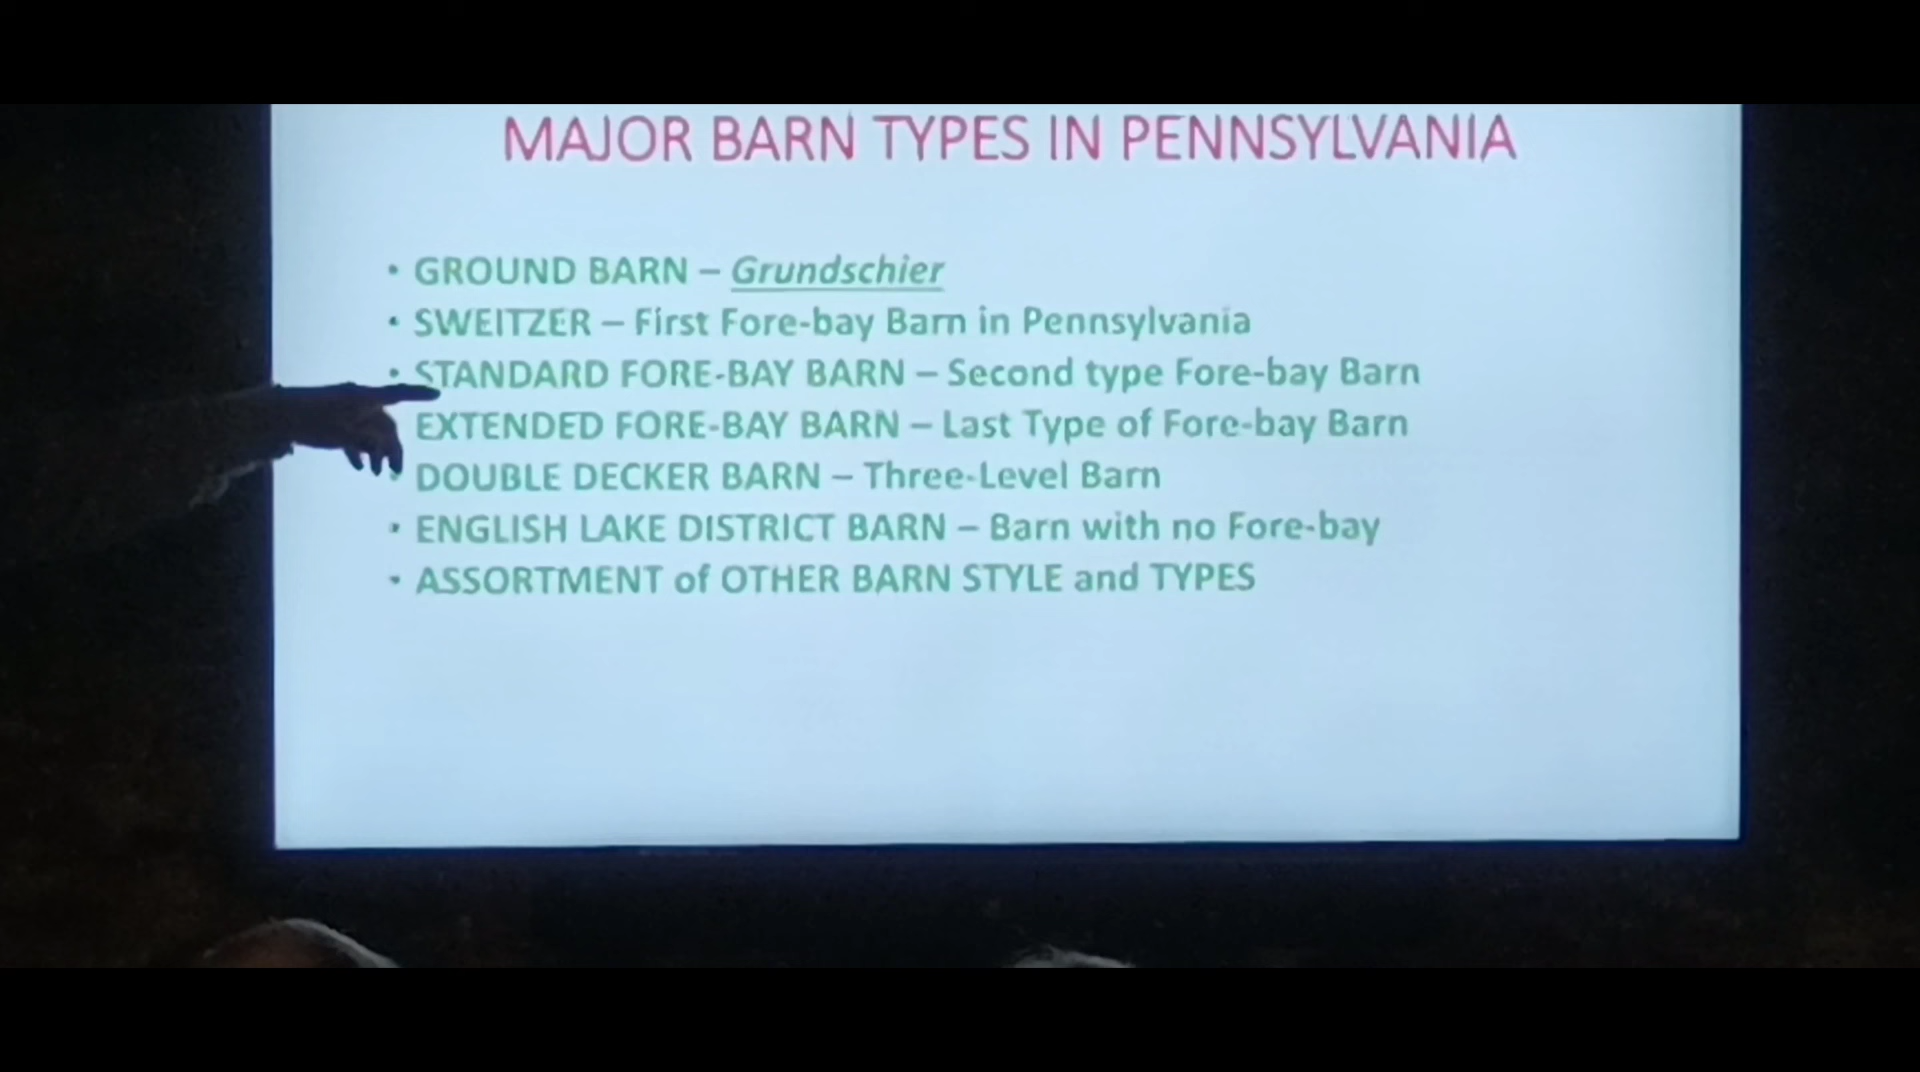 MAJOR BARN TYPES IN PENNSYLVANIA
• GROUND BARN – Grundschier
• SWEITZER – First Fore-bay Barn in Pennsylvania
• STANDARD FORE-BAY BARN – Second type Fore-bay Barn
EXTENDED FORE-BAY BARN – Last Type of Fore-bay Barn
• DOUBLE DECKER BARN – Three-Level Barn
• ENGLISH LAKE DISTRICT BARN – Barn with no Fore-bay
• ASSORTMENT of OTHER BARN STYLE and TYPES